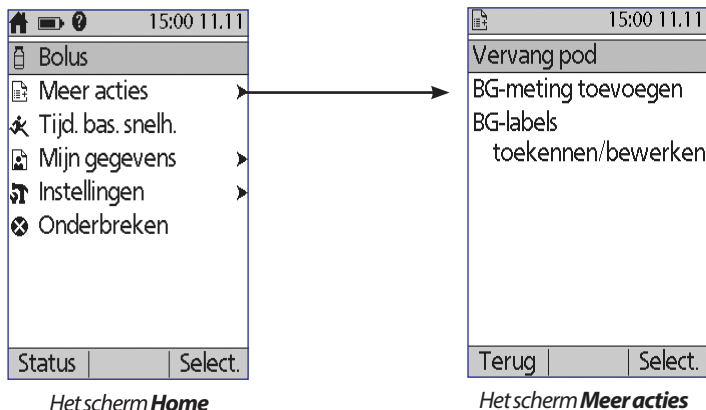 15:00 11.11
Bolus
Meer acties
Tijd. bas. snelh.
Mijn gegevens
Instellingen
Onderbreken
Status Select.
Het scherm Home
15:00 11.11
Vervang pod
BG-meting toevoegen
BG-labels
toekennen/bewerken
Terug Select.
Het scherm Meer acties